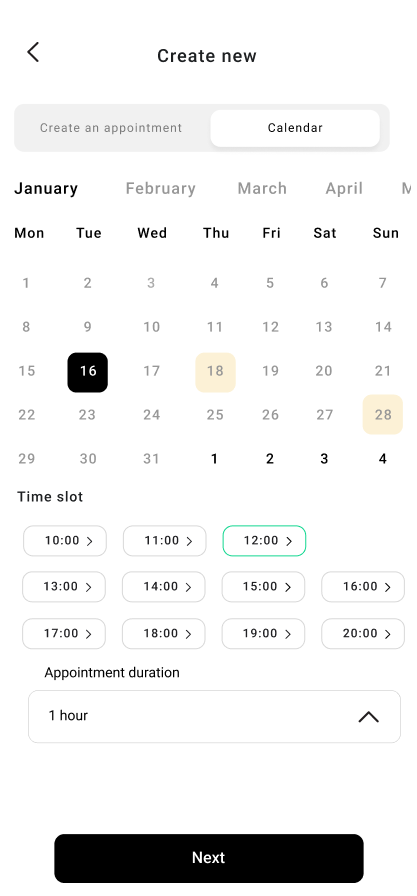 Create new
Create an appointment Calendar
January February March April M
Mon Tue Wed Thu Fri Sat Sun
1 2 3 4 5 6 7
8 9 10 11 12 13 14
15 16 17 18 19 20 21
22 23 24 25 26 27 28
29 30 31 1 2 3 4
Time slot
10:00 11:00 12:00
13:00 14:00 15:00 16:00
17:00 18:00 19:00 20:00
Appointment duration
1 hour
Next